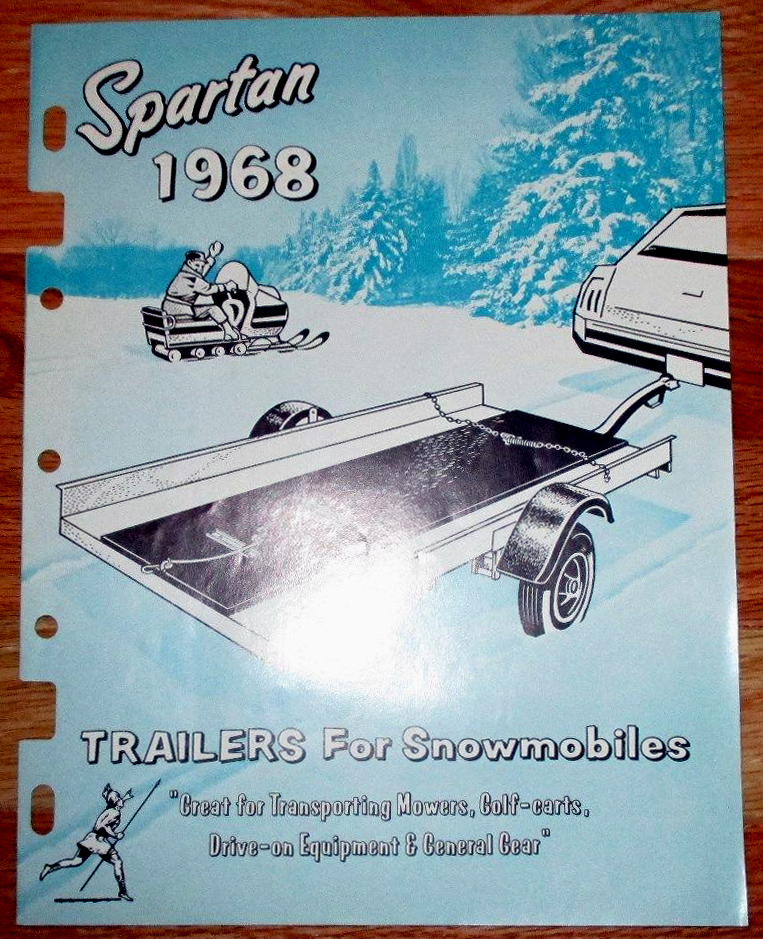 Spartan
1968
TRAILERS For Snowmobiles
"Great for Transporting Mowers, Golf-carts,
Drive-on Equipment & General Gear"